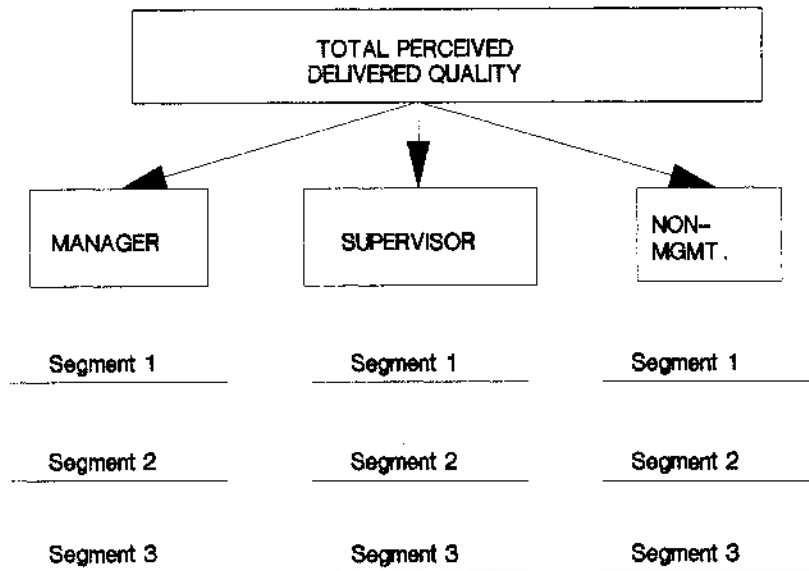 TOTAL PERCEIVED
DELIVERED QUALITY
MANAGER
SUPERVISOR
NON-
MGMT.
Segment 1
Segment 1
Segment 1
Segment 2
Segment 2
Segment 2
Segment 3
Segment 3
Segment 3